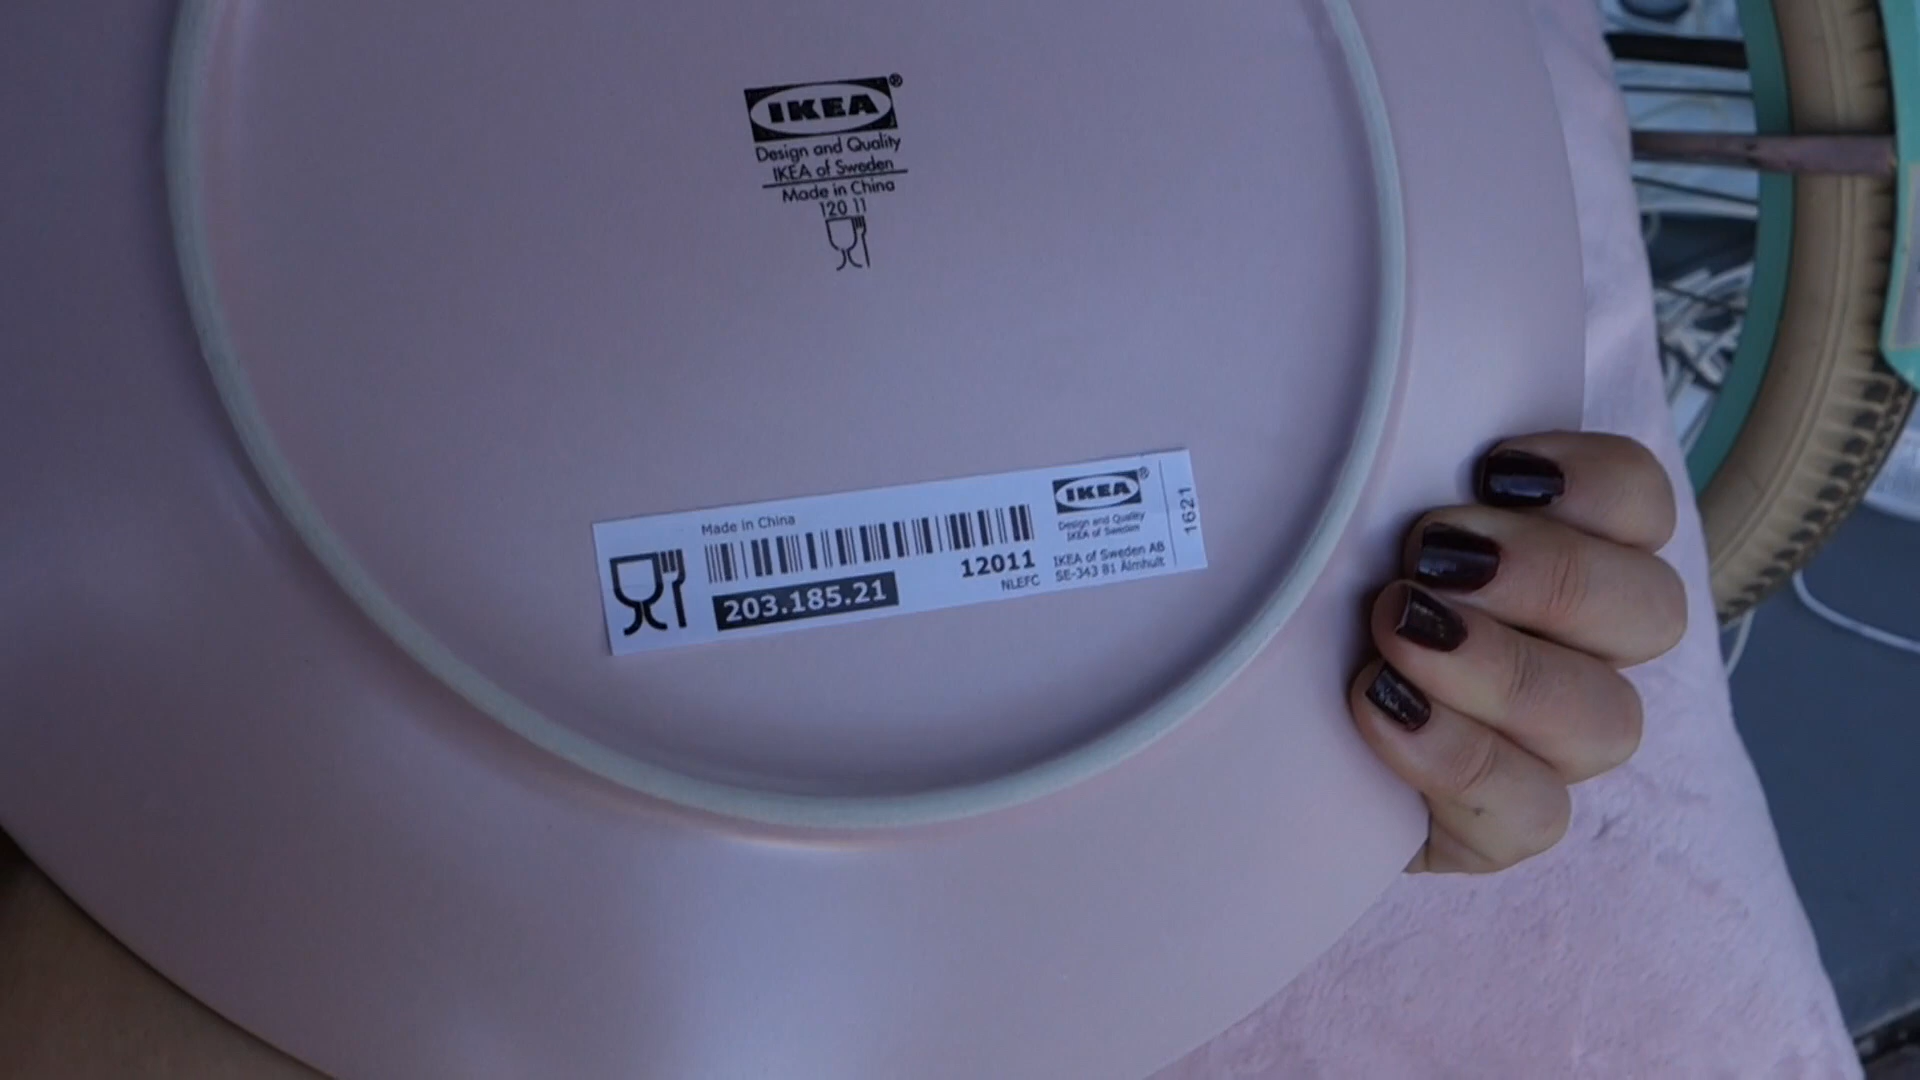 IKEA®
Design and Quality
IKEA of Sweden
Made in China
120 11
Made in China
203.185.21
12011
NLEFC
IKEA®
Design and Quality
IKEA of Sweden
IKEA of Sweden AB
SE-343 81 Älmhult
1621